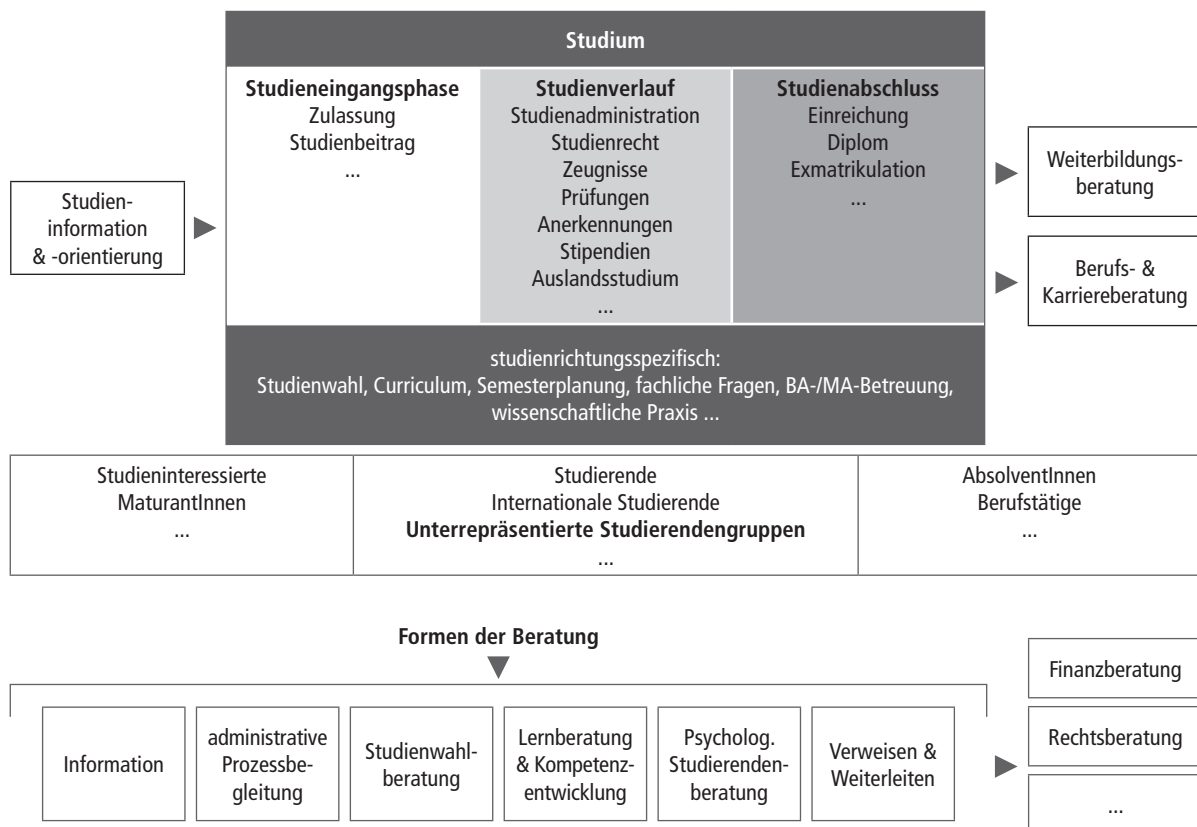 Studium
Studieneingangsphase
Zulassung
Studienbeitrag
...
Studienverlauf
Studienadministration
Studienrecht
Zeugnisse
Prüfungen
Anerkennungen
Stipendien
Auslandsstudium
...
Studienabschluss
Einreichung
Diplom
Exmatrikulation
...
Studien-
information
& -orientierung
Weiterbildungs-
beratung
Berufs- &
Karriereberatung
studienrichtungsspezifisch:
Studienwahl, Curriculum, Semesterplanung, fachliche Fragen, BA-/MA-Betreuung,
wissenschaftliche Praxis ...
Studieninteressierte
MaturantInnen
...
Studierende
Internationale Studierende
Unterrepräsentierte Studierendengruppen
...
AbsolventInnen
Berufstätige
...
Formen der Beratung
Information
administrative
Prozessbe-
gleitung
Studienwahl-
beratung
Lernberatung
& Kompetenz-
entwicklung
Psycholog.
Studierenden-
beratung
Verweisen &
Weiterleiten
Finanzberatung
Rechtsberatung
...